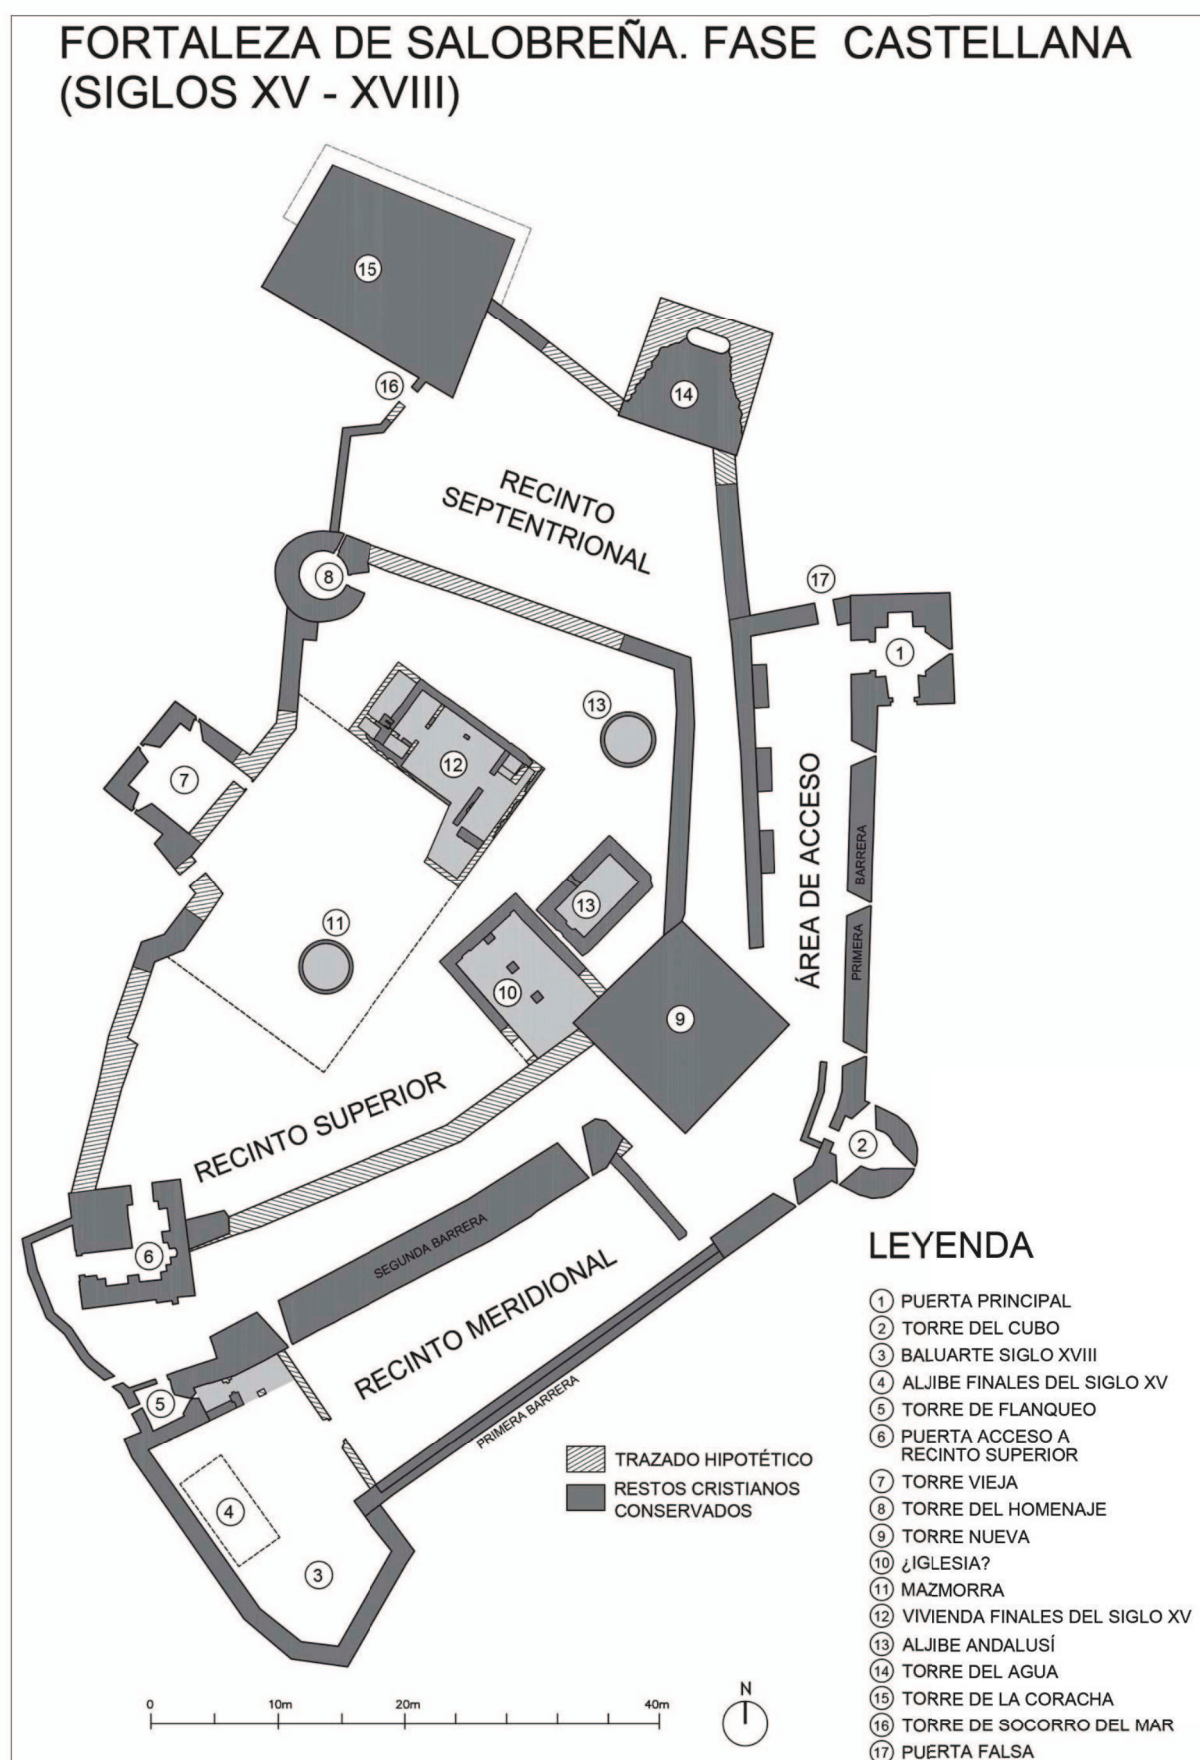 FORTALEZA DE SALOBREÑA. FASE CASTELLANA
(SIGLOS XV - XVIII)
15
16
14
RECINTO
SEPTENTRIONAL
8
17
1
13
12
7
ÁREA DE ACCESO
BARRERA
13
11
10
9
PRIMERA
RECINTO SUPERIOR
2
6
SEGUNDA BARRERA
RECINTO MERIDIONAL
5
PRIMERA BARRERA
4
3
TRAZADO HIPOTÉTICO
RESTOS CRISTIANOS
CONSERVADOS
LEYENDA
1 PUERTA PRINCIPAL
2 TORRE DEL CUBO
3 BALUARTE SIGLO XVIII
4 ALJIBE FINALES DEL SIGLO XV
5 TORRE DE FLANQUEO
6 PUERTA ACCESO A
RECINTO SUPERIOR
7 TORRE VIEJA
8 TORRE DEL HOMENAJE
9 TORRE NUEVA
10 ¿IGLESIA?
11 MAZMORRA
12 VIVIENDA FINALES DEL SIGLO XV
13 ALJIBE ANDALUSÍ
14 TORRE DEL AGUA
15 TORRE DE LA CORACHA
16 TORRE DE SOCORRO DEL MAR
17 PUERTA FALSA
0 10m 20m 40m
N